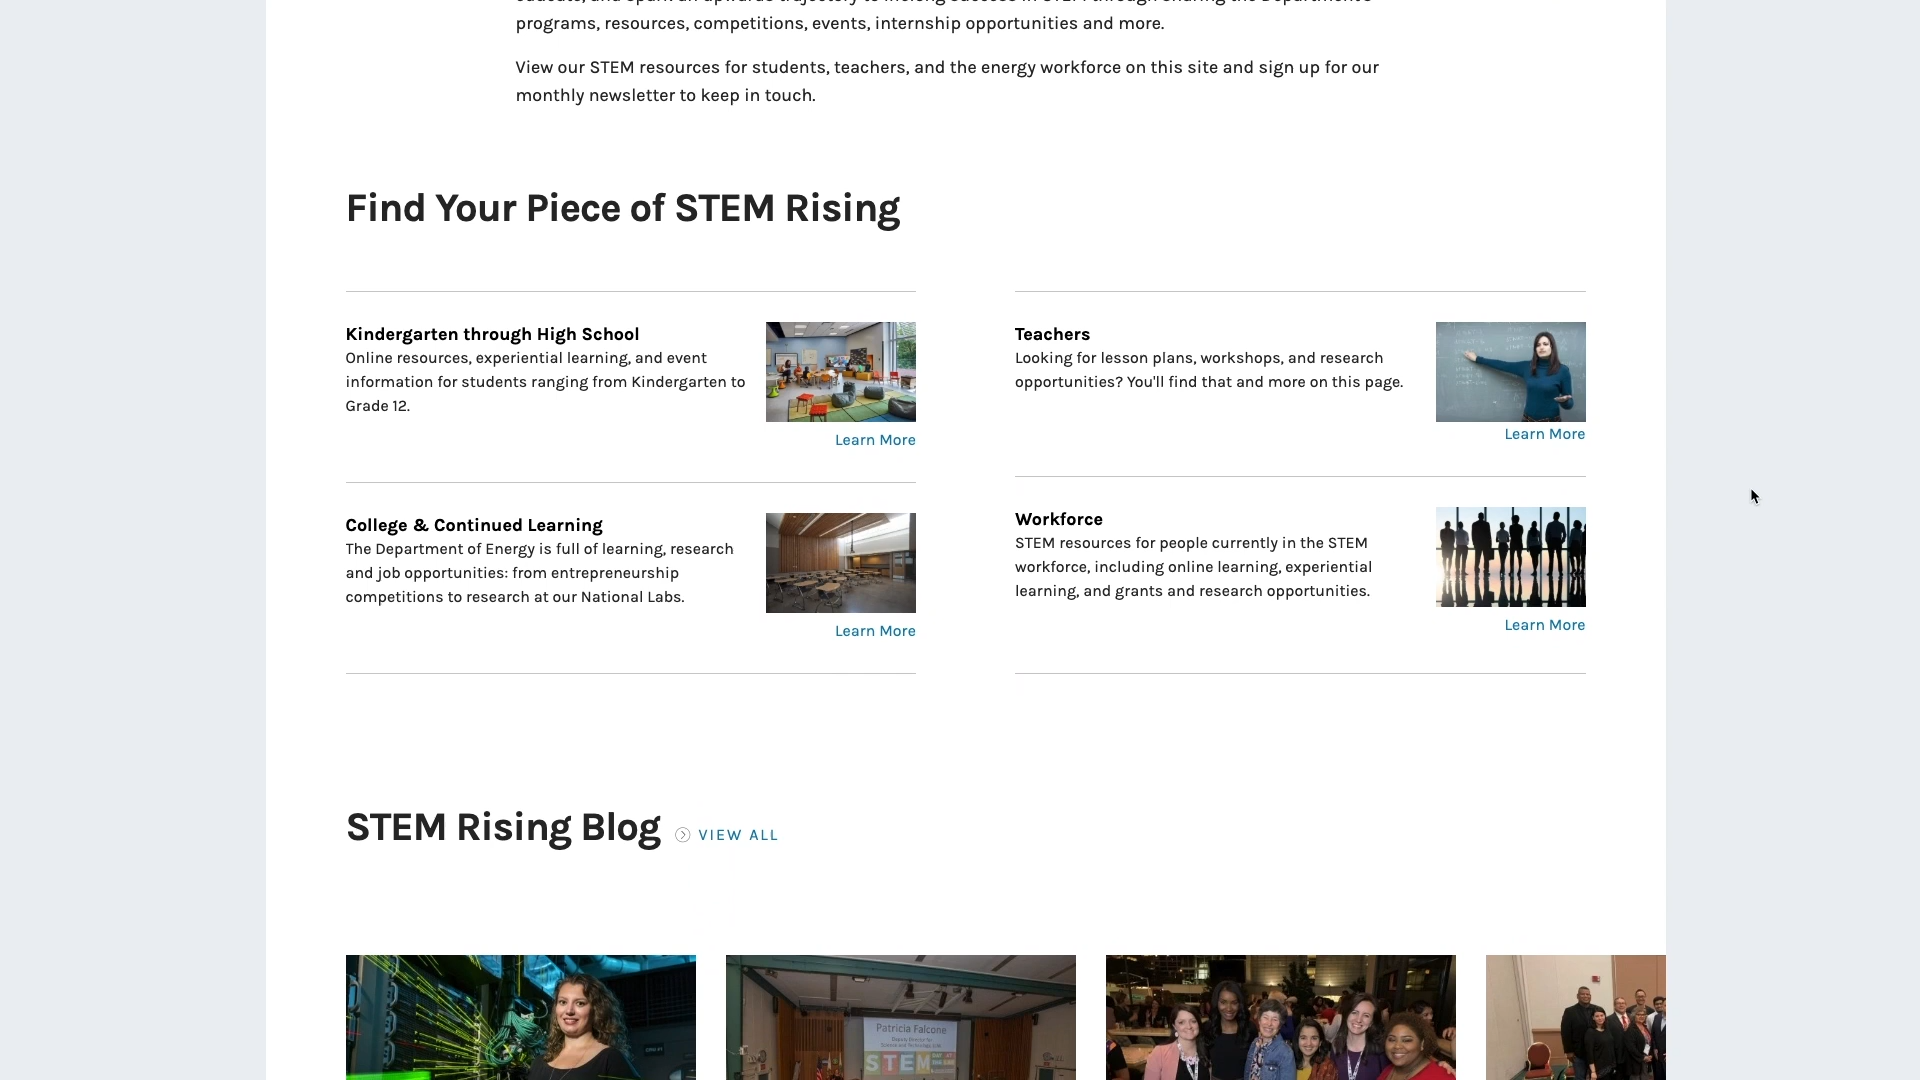 programs, resources, competitions, events, internship opportunities and more.
View our STEM resources for students, teachers, and the energy workforce on this site and sign up for our
monthly newsletter to keep in touch.
Find Your Piece of STEM Rising
Kindergarten through High School
Online resources, experiential learning, and event
information for students ranging from Kindergarten to
Grade 12.
Learn More
Teachers
Looking for lesson plans, workshops, and research
opportunities? You'll find that and more on this page.
Learn More
College & Continued Learning
The Department of Energy is full of learning, research
and job opportunities: from entrepreneurship
competitions to research at our National Labs.
Learn More
Workforce
STEM resources for people currently in the STEM
workforce, including online learning, experiential
learning, and grants and research opportunities.
Learn More
STEM Rising Blog
VIEW ALL
Patricia Falcone
STEM